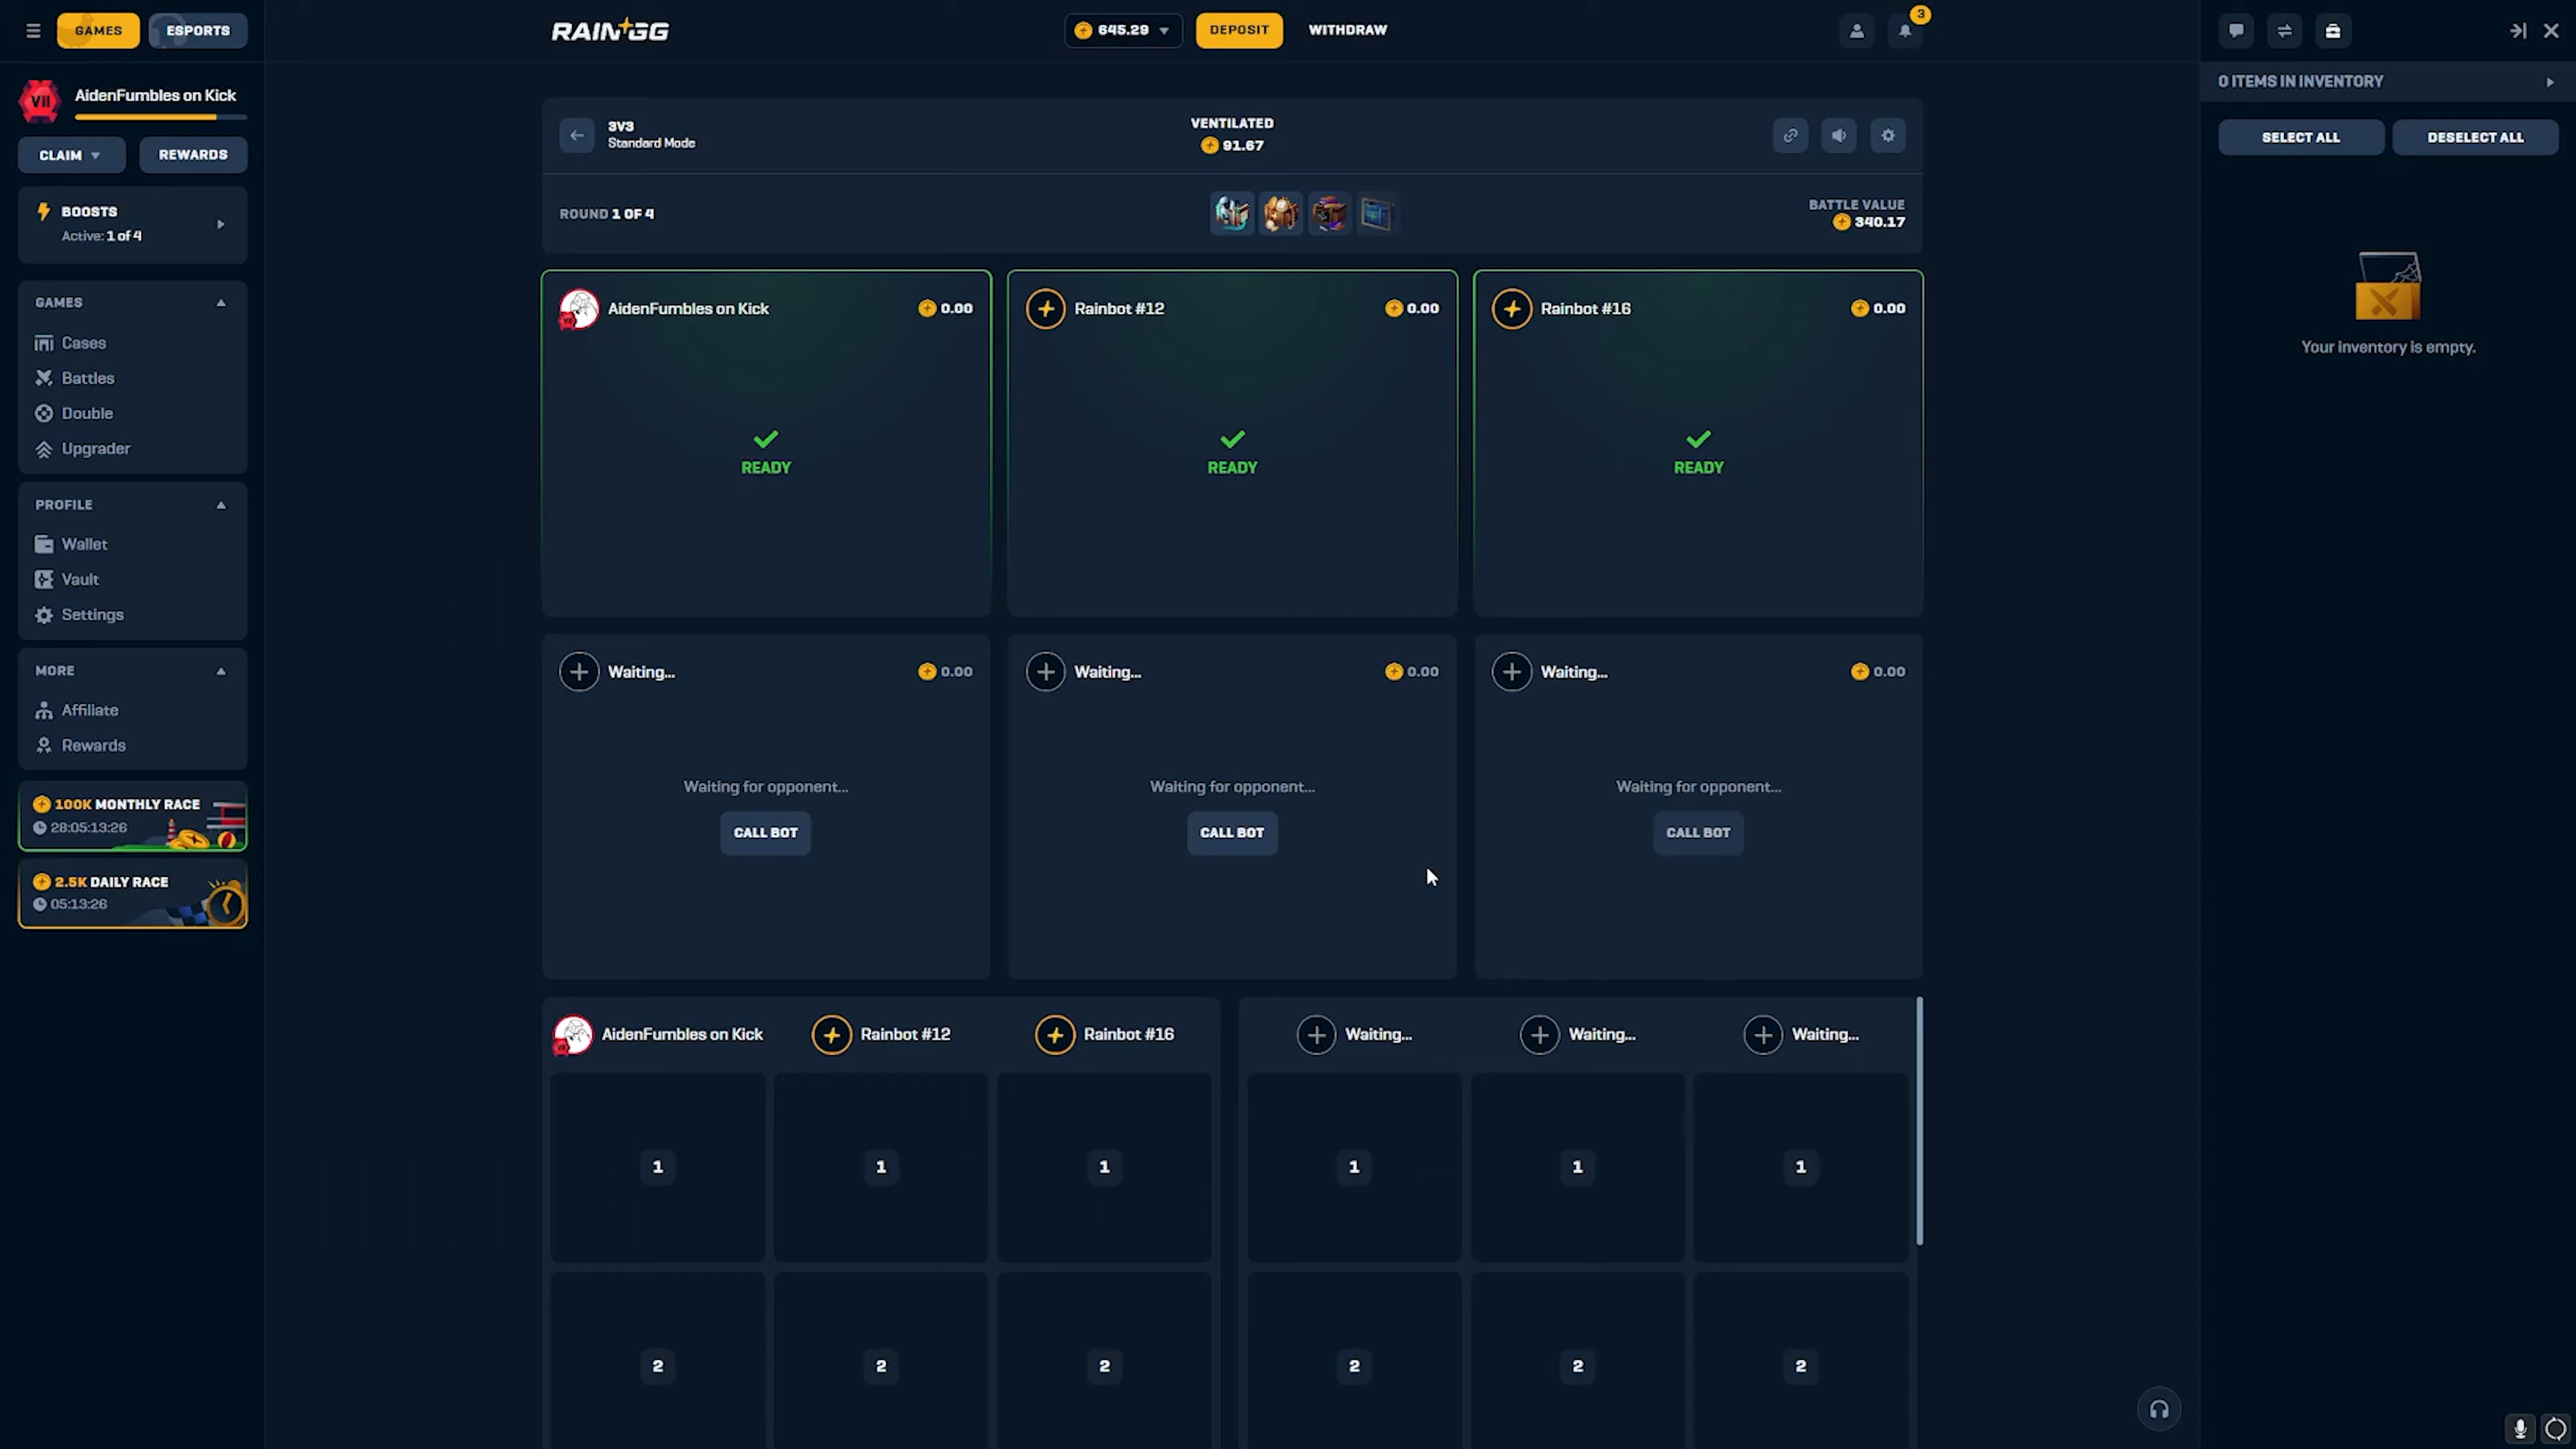 GAMES
ESPORTS
RAIN GG
645.29
DEPOSIT
WITHDRAW
3
AidenFumbles on Kick
VII
CLAIM
REWARDS
BOOSTS
Active: 1 of 4
GAMES
Cases
Battles
Double
Upgrader
PROFILE
Wallet
Vault
Settings
MORE
Affiliate
Rewards
100K MONTHLY RACE
28:05:13:26
2.5K DAILY RACE
05:13:26
3V3
Standard Mode
VENTILATED
91.67
ROUND 1 OF 4
BATTLE VALUE
340.17
AidenFumbles on Kick
0.00
Rainbot #12
0.00
Rainbot #16
0.00
READY
READY
READY
Waiting...
0.00
Waiting...
0.00
Waiting...
0.00
Waiting for opponent...
Waiting for opponent...
Waiting for opponent...
CALL BOT
CALL BOT
CALL BOT
AidenFumbles on Kick
Rainbot #12
Rainbot #16
Waiting...
Waiting...
Waiting...
1
1
1
1
1
1
2
2
2
2
2
2
0 ITEMS IN INVENTORY
SELECT ALL
DESELECT ALL
Your inventory is empty.